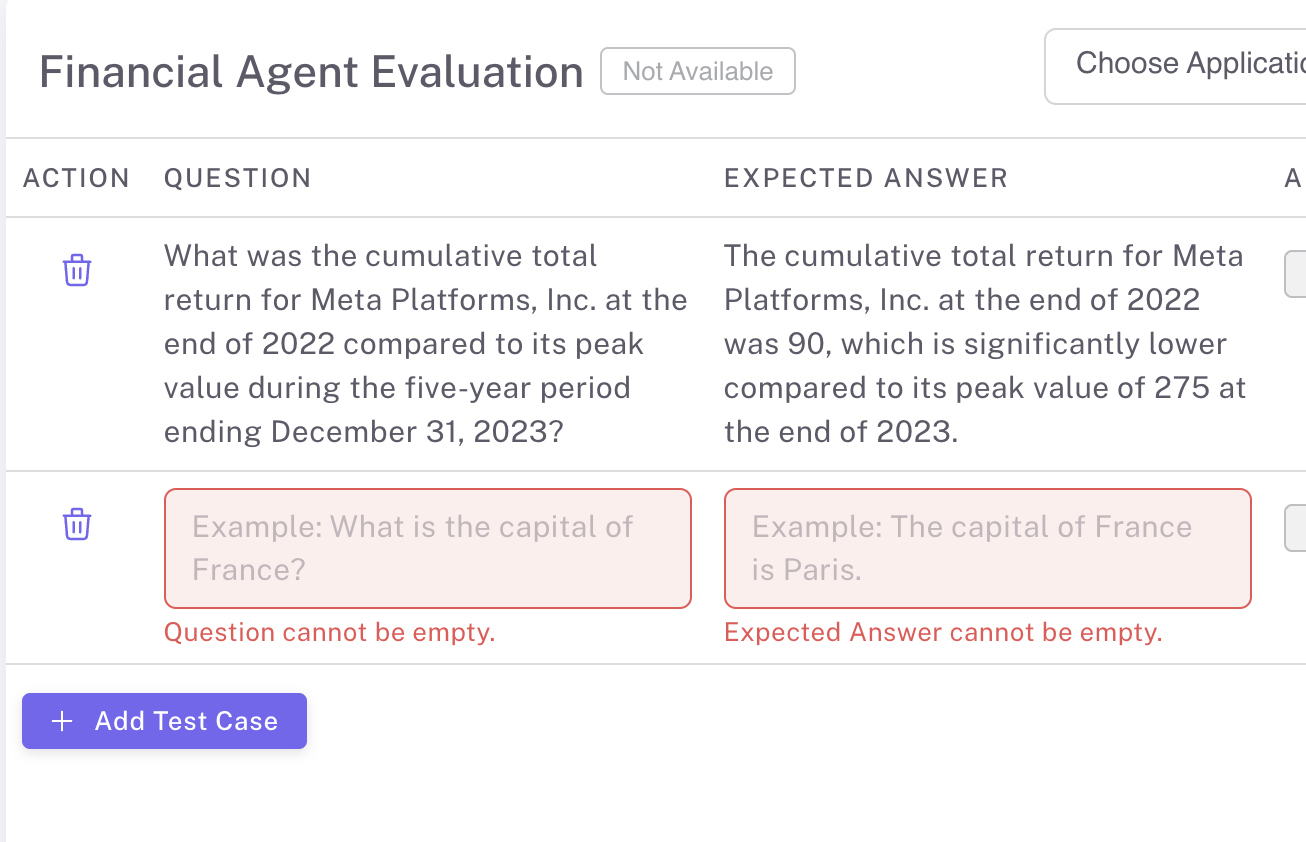 Financial Agent Evaluation Not Available Choose Applicatio
ACTION QUESTION EXPECTED ANSWER A
What was the cumulative total
return for Meta Platforms, Inc. at the
end of 2022 compared to its peak
value during the five-year period
ending December 31, 2023?
The cumulative total return for Meta
Platforms, Inc. at the end of 2022
was 90, which is significantly lower
compared to its peak value of 275 at
the end of 2023.
Example: What is the capital of
France?
Question cannot be empty.
Example: The capital of France
is Paris.
Expected Answer cannot be empty.
+ Add Test Case